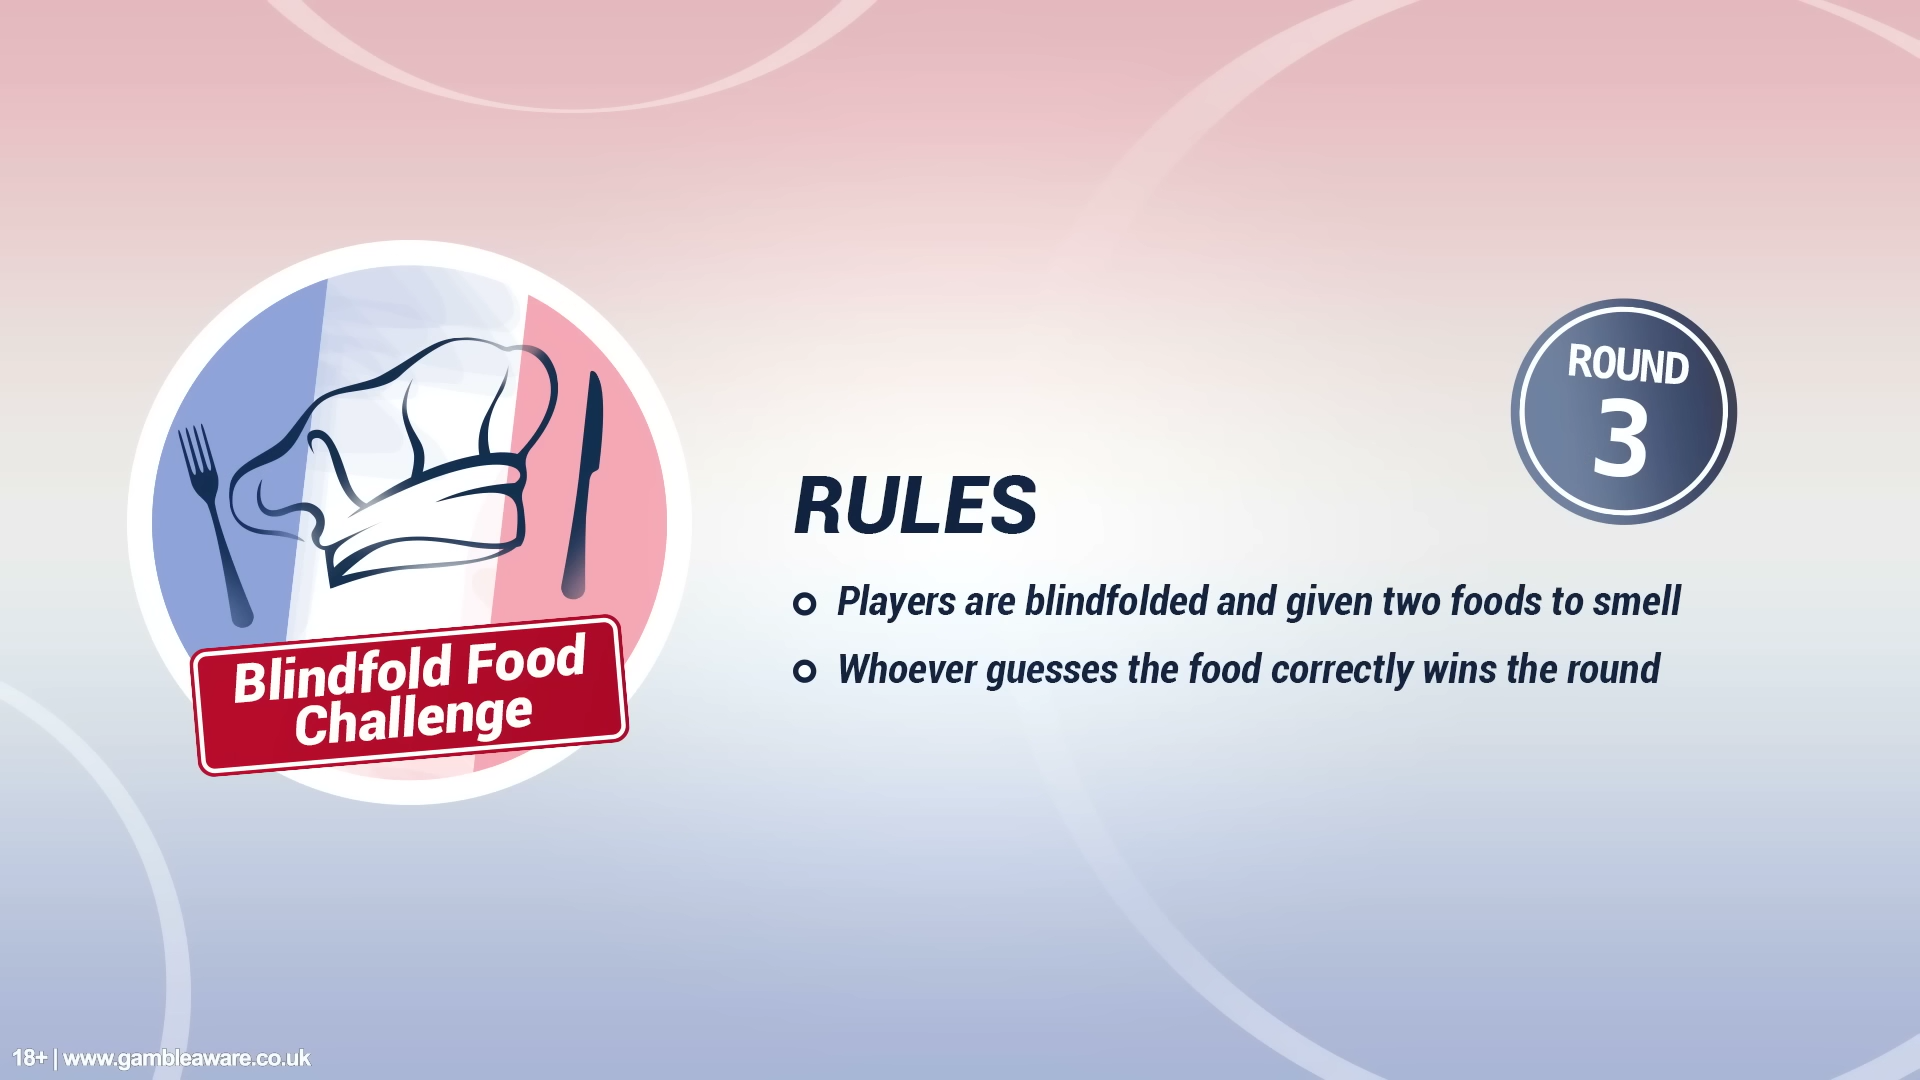 Blindfold Food
Challenge
ROUND
3
RULES
Players are blindfolded and given two foods to smell
Whoever guesses the food correctly wins the round
18+ | www.gambleaware.co.uk